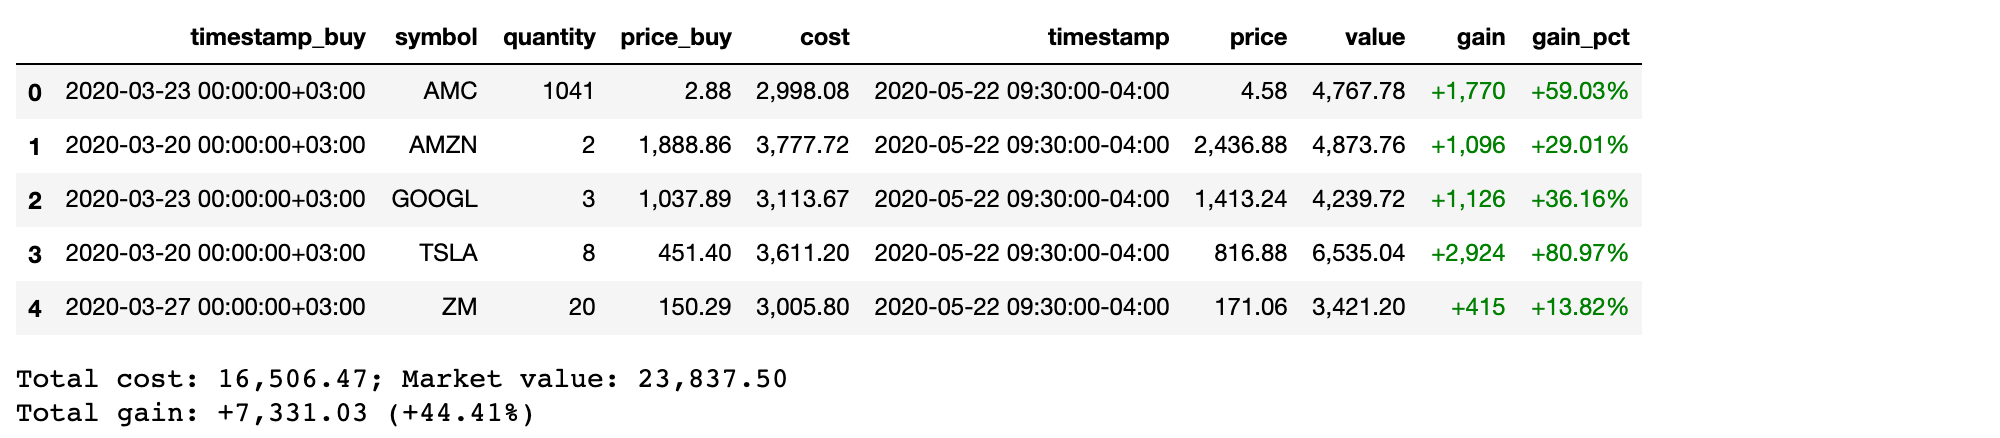 timestamp_buy symbol quantity price_buy cost timestamp price value gain gain_pct
0 2020-03-23 00:00:00+03:00 AMC 1041 2.88 2,998.08 2020-05-22 09:30:00-04:00 4.58 4,767.78 +1,770 +59.03%
1 2020-03-20 00:00:00+03:00 AMZN 2 1,888.86 3,777.72 2020-05-22 09:30:00-04:00 2,436.88 4,873.76 +1,096 +29.01%
2 2020-03-23 00:00:00+03:00 GOOGL 3 1,037.89 3,113.67 2020-05-22 09:30:00-04:00 1,413.24 4,239.72 +1,126 +36.16%
3 2020-03-20 00:00:00+03:00 TSLA 8 451.40 3,611.20 2020-05-22 09:30:00-04:00 816.88 6,535.04 +2,924 +80.97%
4 2020-03-27 00:00:00+03:00 ZM 20 150.29 3,005.80 2020-05-22 09:30:00-04:00 171.06 3,421.20 +415 +13.82%
Total cost: 16,506.47; Market value: 23,837.50
Total gain: +7,331.03 (+44.41%)